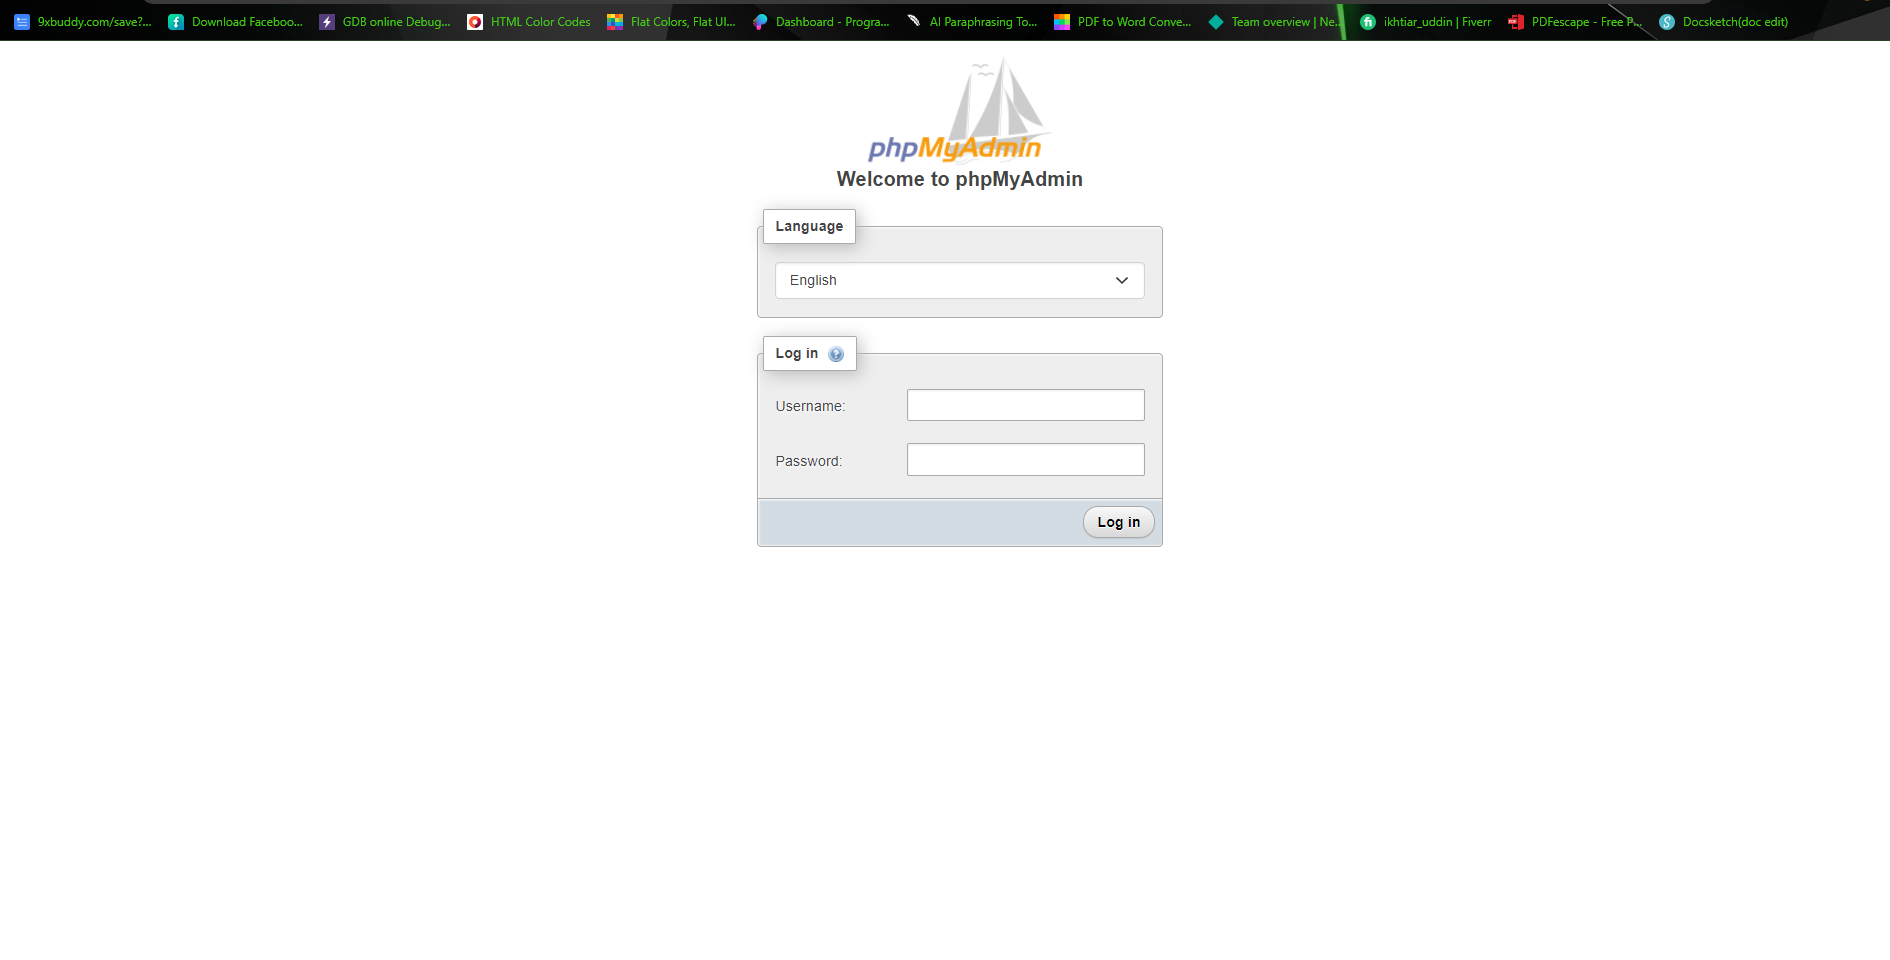 9xbuddy.com/save?...
Download Faceboo...
GDB online Debug...
HTML Color Codes
Flat Colors, Flat UI...
Dashboard - Progra...
AI Paraphrasing To...
PDF to Word Conve...
Team overview | Ne...
ikhtiar_uddin | Fiverr
PDFescape - Free P...
Docsketch(doc edit)
phpMyAdmin
Welcome to phpMyAdmin
Language
English
Log in
Username:
Password:
Log in